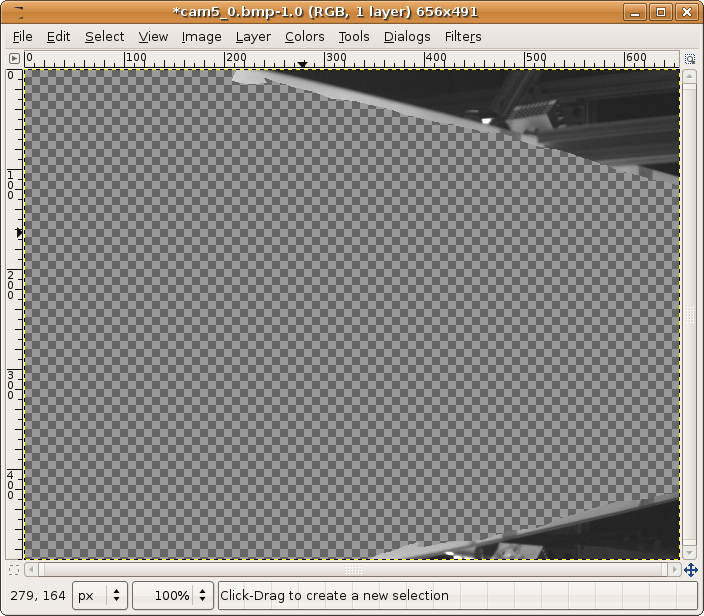 *cam5_0.bmp-1.0 (RGB, 1 layer) 656x491
File Edit Select View Image Layer Colors Tools Dialogs Filters
0 100 200 300 400 500 600
0
100
200
300
400
279, 164 px 100% Click-Drag to create a new selection